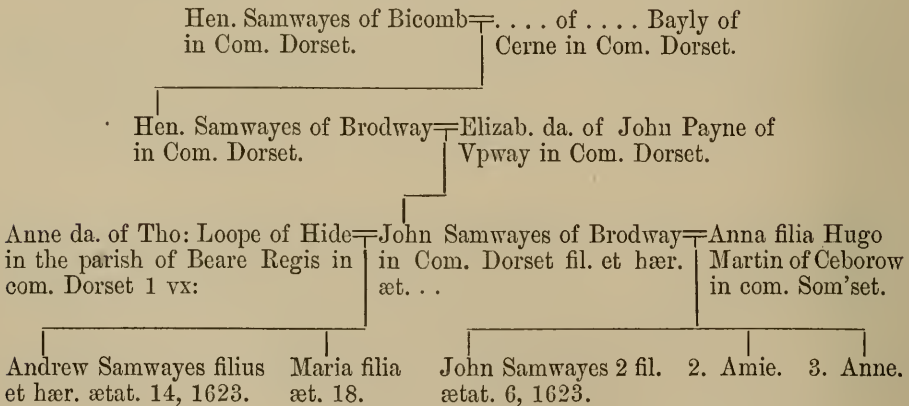 Hen. Samwayes of Bicomb . . . . of . . . . Bayly of
in Com. Dorset. Cerne in Com. Dorset.
Hen. Samwayes of Brodway Elizab. da. of John Payne of
in Com. Dorset. Vpway in Com. Dorset.
Anne da. of Tho: Loope of Hide John Samwayes of Brodway Anna filia Hugo
in the parish of Beare Regis in in Com. Dorset fil. et hær. Martin of Ceborow
com. Dorset 1 vx: æt. . . in com. Som'set.
Andrew Samwayes filius Maria filia John Samwayes 2 fil. 2. Amie. 3. Anne.
et hær. ætat. 14, 1623. æt. 18. ætat. 6, 1623.